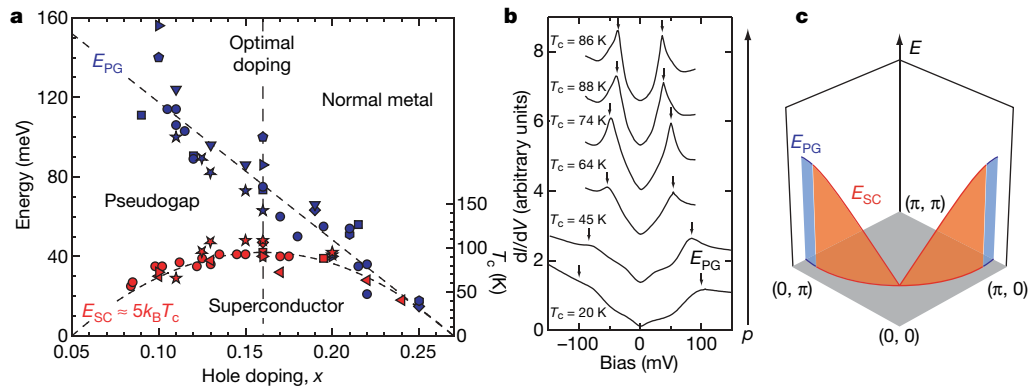 a
Energy (meV)
160
120
80
40
0
E_PG
Optimal
doping
Normal metal
Pseudogap
Superconductor
E_SC ≈ 5k_BT_c
0.05
0.10
0.15
0.20
0.25
Hole doping, x
150
100
50
0
T_c (K)
b
dI/dV (arbitrary units)
8
6
4
2
0
T_c = 86 K
T_c = 88 K
T_c = 74 K
T_c = 64 K
T_c = 45 K
T_c = 20 K
E_PG
–100
0
100
Bias (mV)
p
c
E
E_PG
E_SC
(π, π)
(0, π)
(π, 0)
(0, 0)